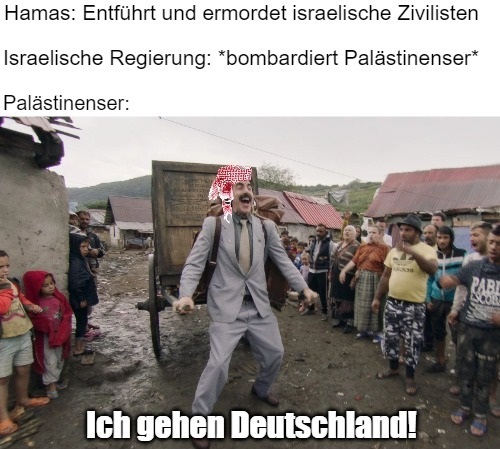 Hamas: Entführt und ermordet israelische Zivilisten
Israelische Regierung: *bombardiert Palästinenser*
Palästinenser:
Ich gehen Deutschland!